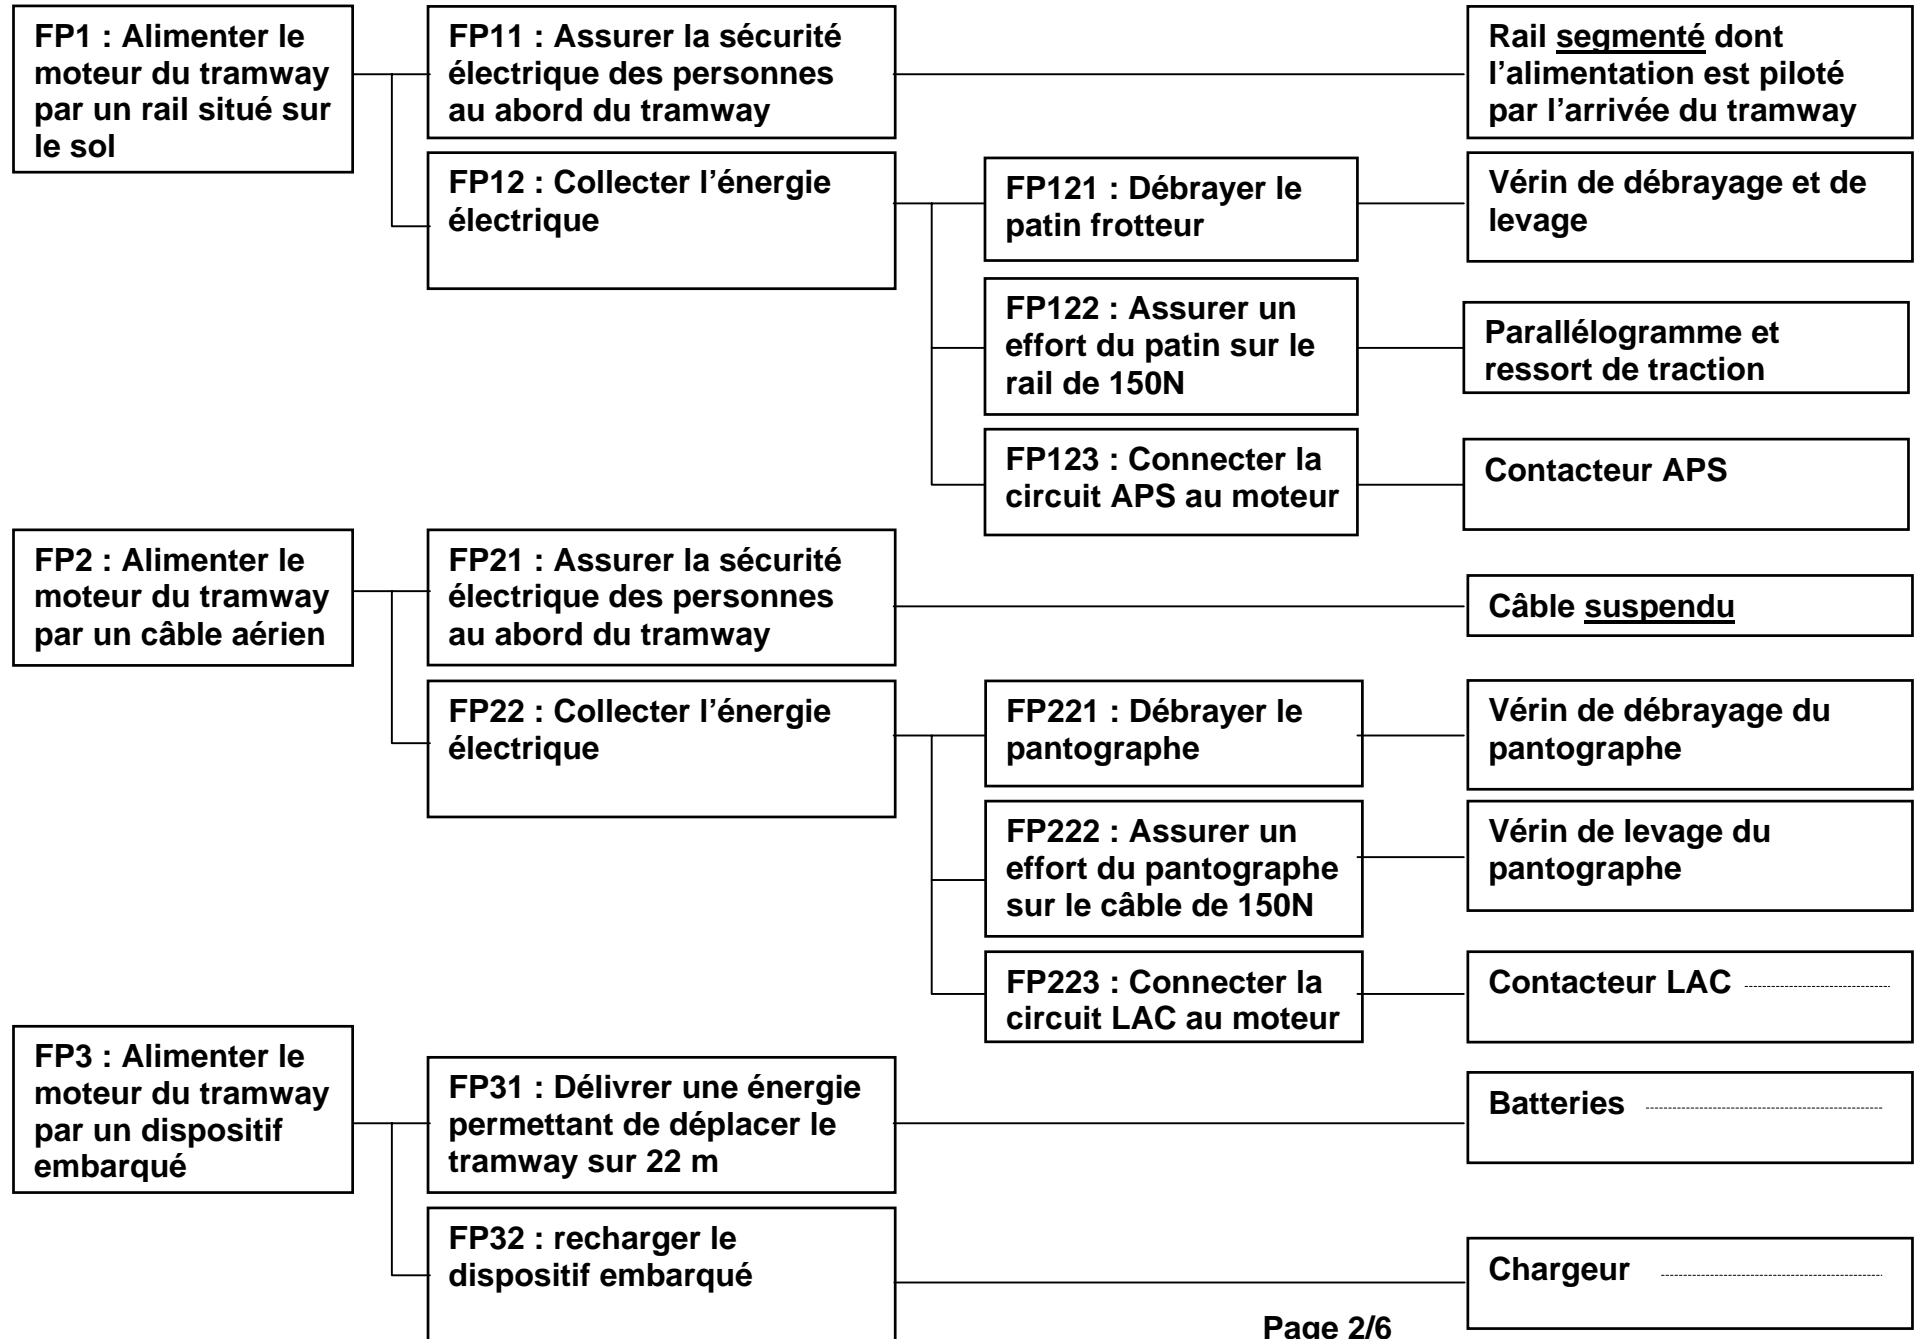 FP1 : Alimenter le
moteur du tramway
par un rail situé sur
le sol
FP11 : Assurer la sécurité
électrique des personnes
au abord du tramway
Rail segmenté dont
l’alimentation est piloté
par l’arrivée du tramway
FP12 : Collecter l’énergie
électrique
FP121 : Débrayer le
patin frotteur
Vérin de débrayage et de
levage
FP122 : Assurer un
effort du patin sur le
rail de 150N
Parallélogramme et
ressort de traction
FP123 : Connecter la
circuit APS au moteur
Contacteur APS
FP2 : Alimenter le
moteur du tramway
par un câble aérien
FP21 : Assurer la sécurité
électrique des personnes
au abord du tramway
Câble suspendu
FP22 : Collecter l’énergie
électrique
FP221 : Débrayer le
pantographe
Vérin de débrayage du
pantographe
FP222 : Assurer un
effort du pantographe
sur le câble de 150N
Vérin de levage du
pantographe
FP223 : Connecter la
circuit LAC au moteur
Contacteur LAC
FP3 : Alimenter le
moteur du tramway
par un dispositif
embarqué
FP31 : Délivrer une énergie
permettant de déplacer le
tramway sur 22 m
Batteries
FP32 : recharger le
dispositif embarqué
Chargeur
Page 2/6